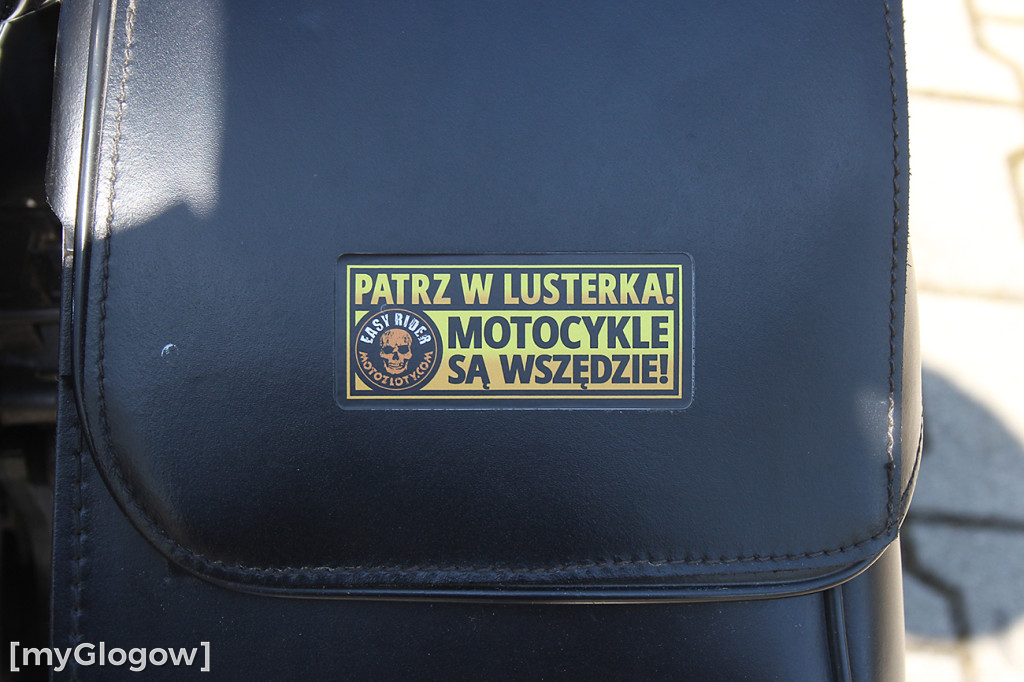 PATRZ W LUSTERKA!
EASY RIDER
MOTOZLOTY.COM
MOTOCYKLE
SĄ WSZĘDZIE!
[myGlogow]